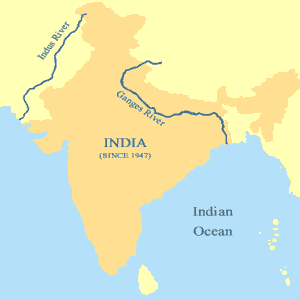 Indus River
Ganges River
INDIA
(SINCE 1947)
Indian
Ocean